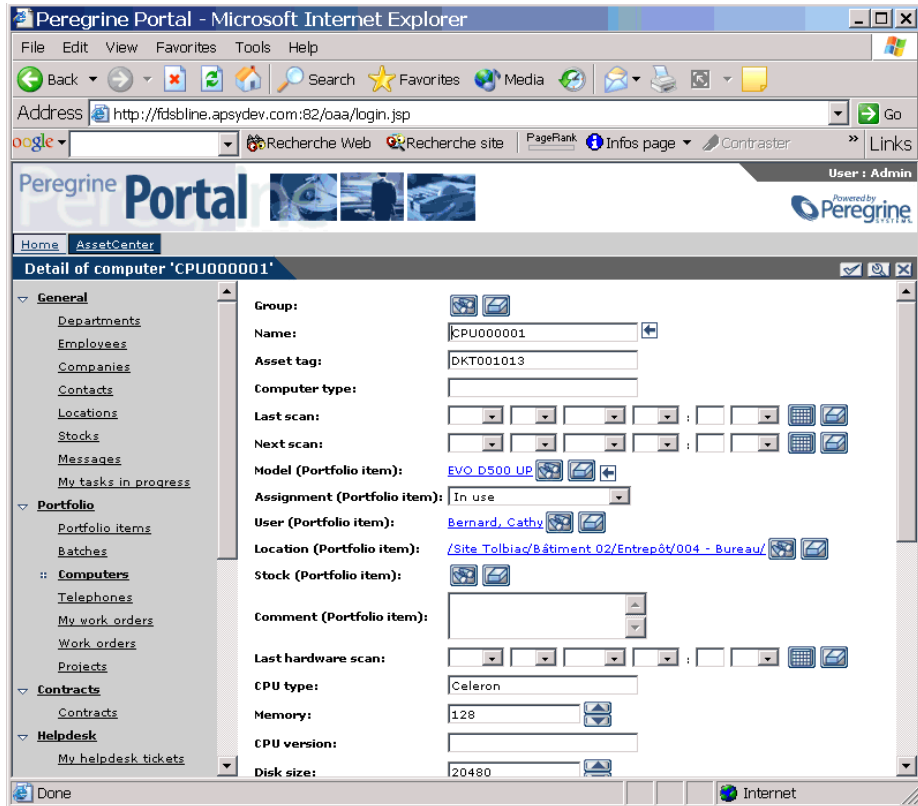 Peregrine Portal - Microsoft Internet Explorer
File Edit View Favorites Tools Help
Back Search Favorites Media
Address http://fdsbline.apsydev.com:82/oaa/login.jsp Go
oogle Recherche Web Recherche site PageRank Infos page Contraster » Links
Peregrine Portal
User : Admin
Powered by
Peregrine
SYSTEMS
Home AssetCenter
Detail of computer 'CPU000001'
General
Departments
Employees
Companies
Contacts
Locations
Stocks
Messages
My tasks in progress
Portfolio
Portfolio items
Batches
Computers
Telephones
My work orders
Work orders
Projects
Contracts
Contracts
Helpdesk
My helpdesk tickets
Group:
Name: CPU000001
Asset tag: DKT001013
Computer type:
Last scan: :
Next scan: :
Model (Portfolio item): EVO D500 UP
Assignment (Portfolio item): In use
User (Portfolio item): Bernard, Cathy
Location (Portfolio item): /Site Tolbiac/Bâtiment 02/Entrepôt/004 - Bureau/
Stock (Portfolio item):
Comment (Portfolio item):
Last hardware scan: :
CPU type: Celeron
Memory: 128
CPU version:
Disk size: 20480
Done Internet